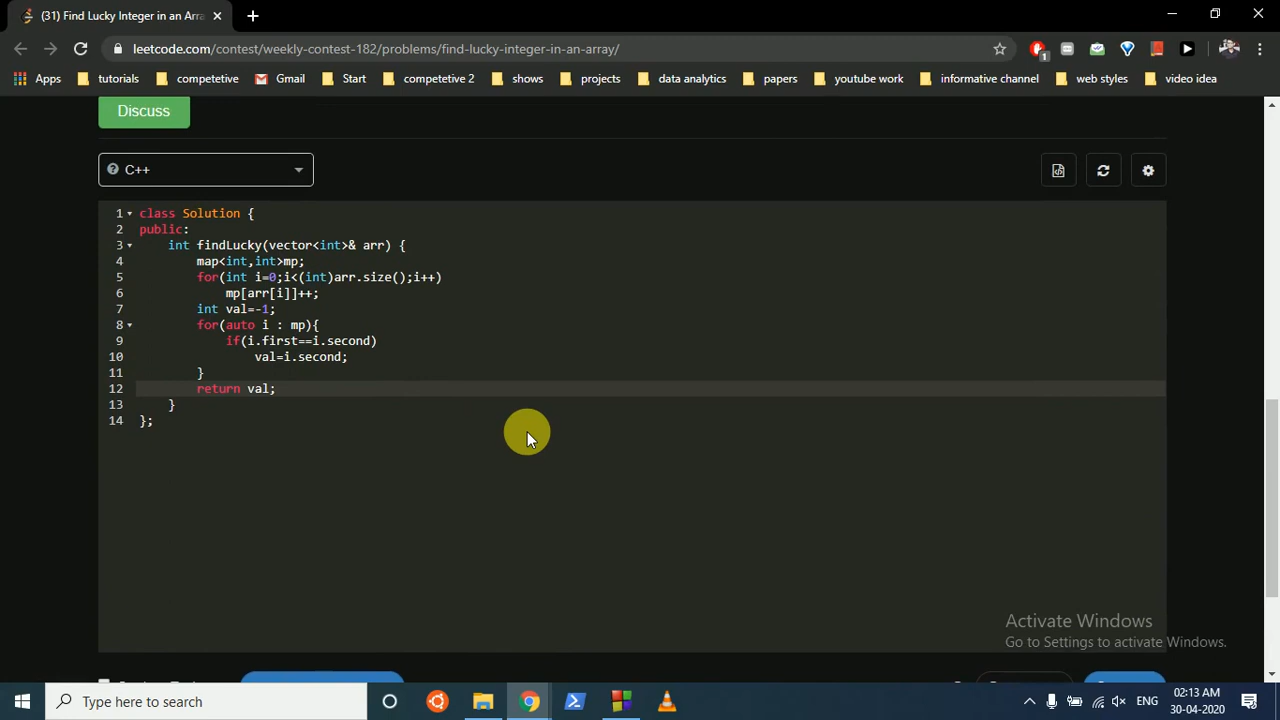 (31) Find Lucky Integer in an Arra
leetcode.com/contest/weekly-contest-182/problems/find-lucky-integer-in-an-array/
1
Apps tutorials competetive Gmail Start competetive 2 shows projects data analytics papers youtube work informative channel web styles video idea
Discuss
C++
1 class Solution {
2 public:
3 int findLucky(vector<int>& arr) {
4 map<int,int>mp;
5 for(int i=0;i<(int)arr.size();i++)
6 mp[arr[i]]++;
7 int val=-1;
8 for(auto i : mp){
9 if(i.first==i.second)
10 val=i.second;
11 }
12 return val;
13 }
14 };
Activate Windows
Go to Settings to activate Windows.
Type here to search
ENG
02:13 AM
30-04-2020